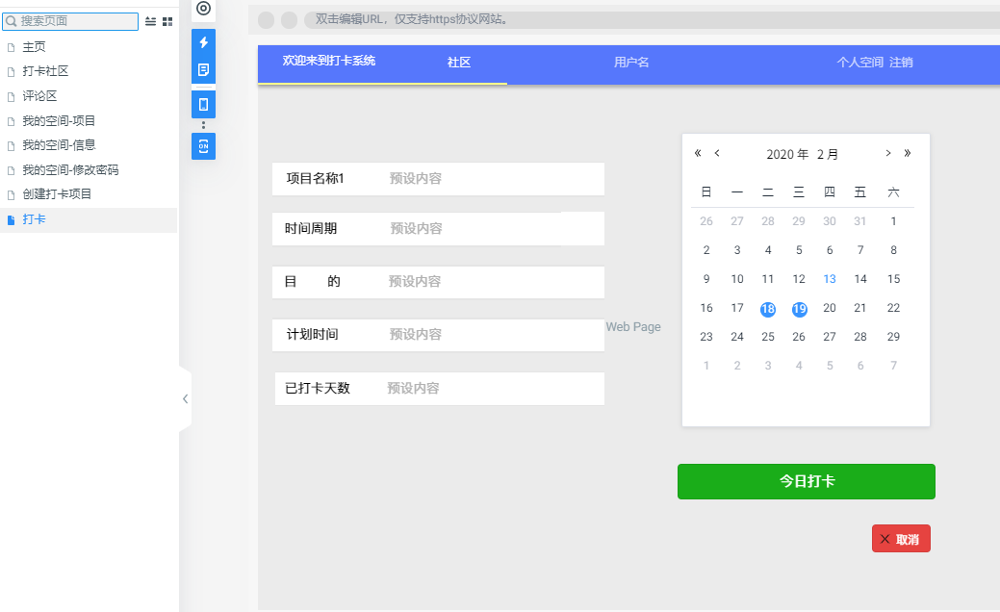 搜索页面
主页
打卡社区
评论区
我的空间-项目
我的空间-信息
我的空间-修改密码
创建打卡项目
打卡
ON
双击编辑URL，仅支持https协议网站。
欢迎来到打卡系统 社区 用户名 个人空间 注销
项目名称1 预设内容
时间周期 预设内容
目 的 预设内容
计划时间 预设内容
已打卡天数 预设内容
Web Page
« ‹ 2020 年 2 月 › »
日 一 二 三 四 五 六
26 27 28 29 30 31 1
2 3 4 5 6 7 8
9 10 11 12 13 14 15
16 17 18 19 20 21 22
23 24 25 26 27 28 29
1 2 3 4 5 6 7
今日打卡
× 取消